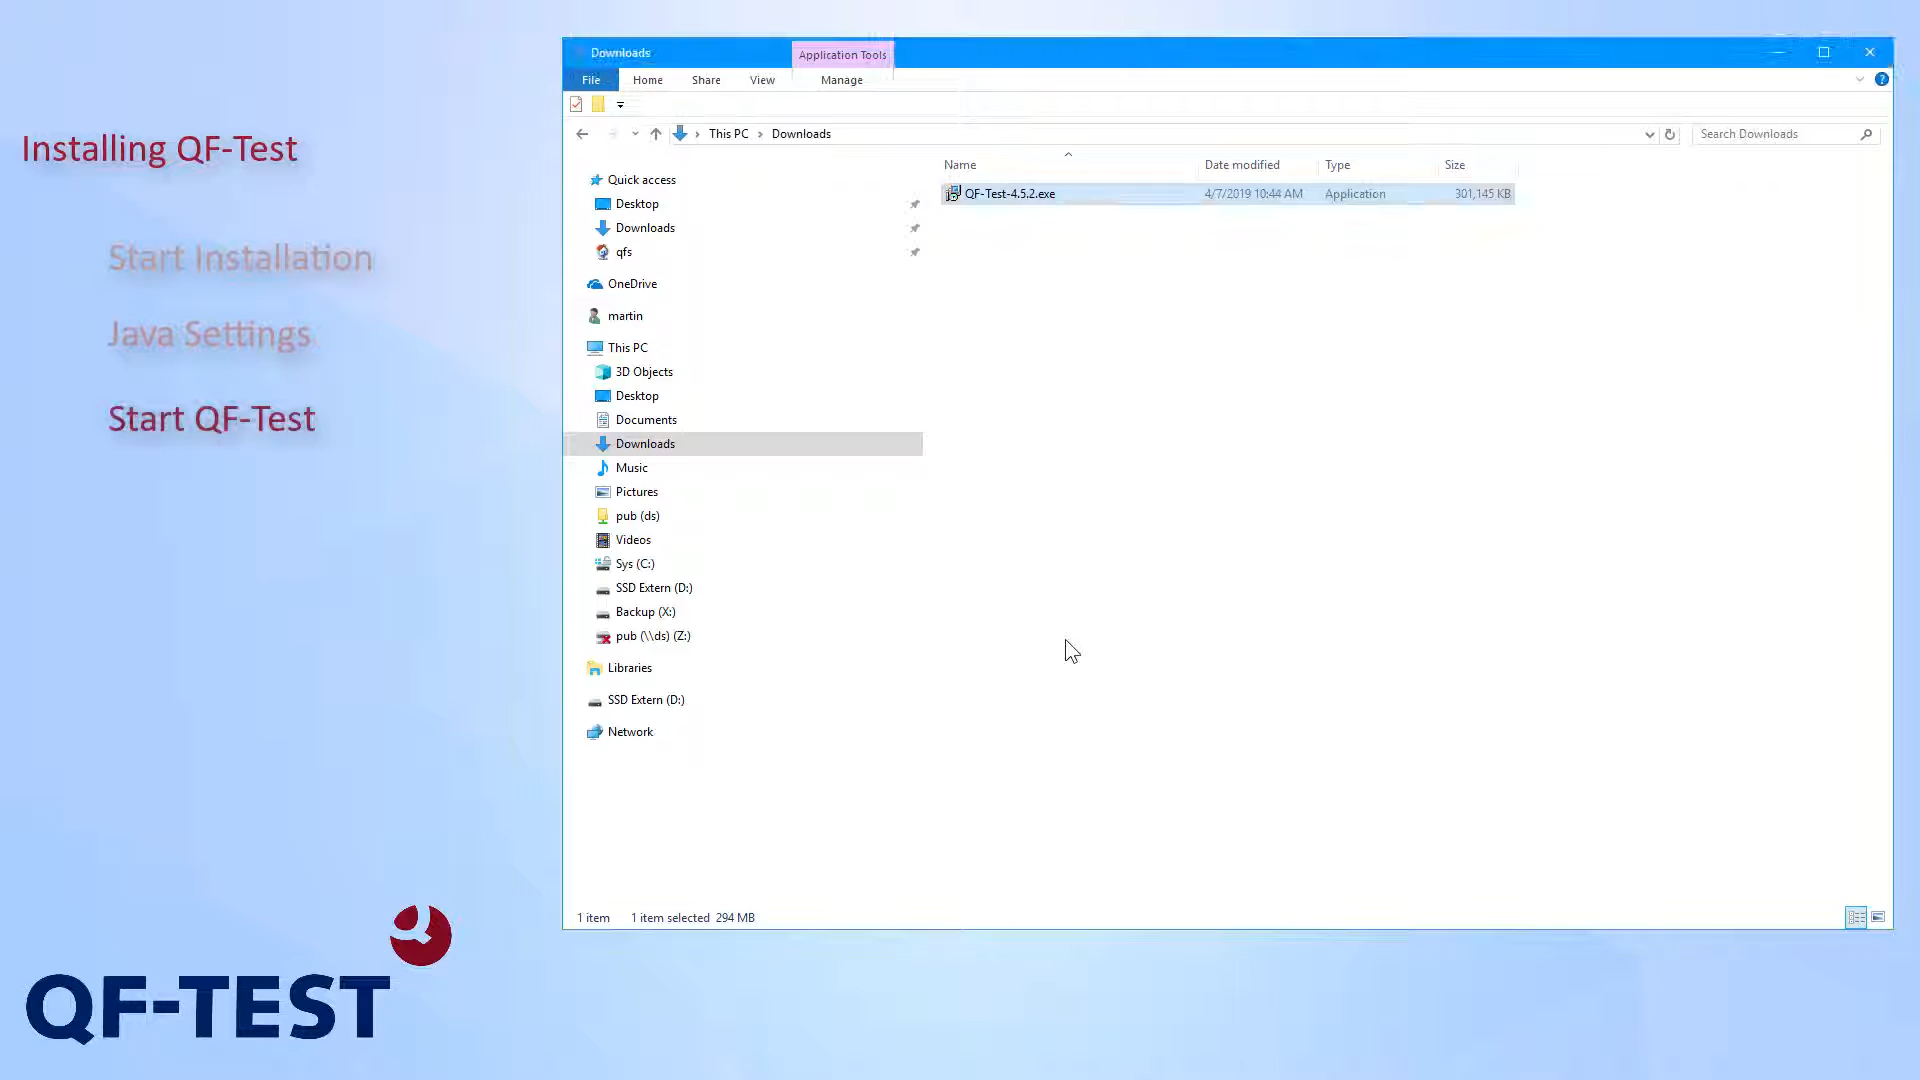 Installing QF-Test
Start Installation
Java Settings
Start QF-Test
QF-TEST
Downloads
Application Tools
File Home Share View Manage
This PC > Downloads
Search Downloads
Name Date modified Type Size
QF-Test-4.5.2.exe 4/7/2019 10:44 AM Application 301,145 KB
Quick access
Desktop
Downloads
qfs
OneDrive
martin
This PC
3D Objects
Desktop
Documents
Downloads
Music
Pictures
pub (ds)
Videos
Sys (C:)
SSD Extern (D:)
Backup (X:)
pub (\\ds) (Z:)
Libraries
SSD Extern (D:)
Network
1 item 1 item selected 294 MB